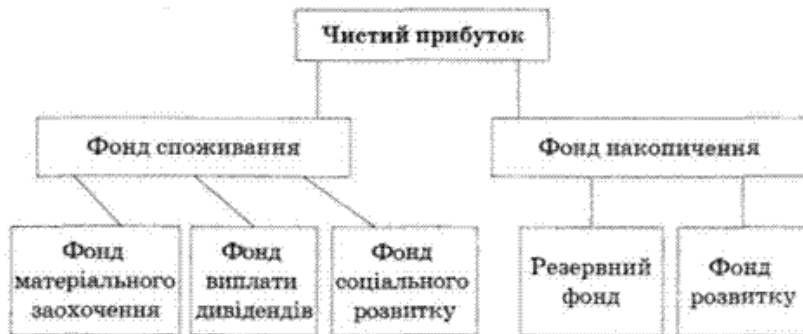 Чистий прибуток
Фонд споживання
Фонд накопичення
Фонд
матеріального
заохочення
Фонд
виплати
дивідендів
Фонд
соціального
розвитку
Резервний
фонд
Фонд
розвитку